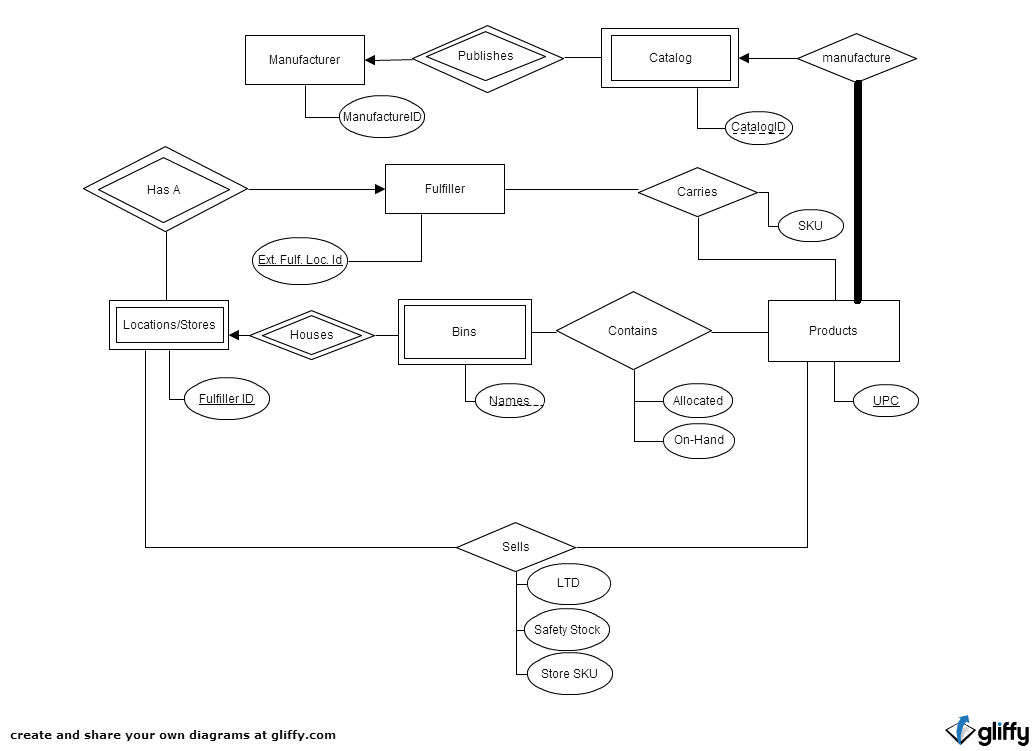 Manufacturer
Publishes
Catalog
manufacture
ManufactureID
CatalogID
Has A
Fulfiller
Carries
SKU
Ext. Fulf. Loc. Id
Locations/Stores
Houses
Bins
Contains
Products
Fulfiller ID
Names
Allocated
UPC
On-Hand
Sells
LTD
Safety Stock
Store SKU
create and share your own diagrams at gliffy.com
gliffy